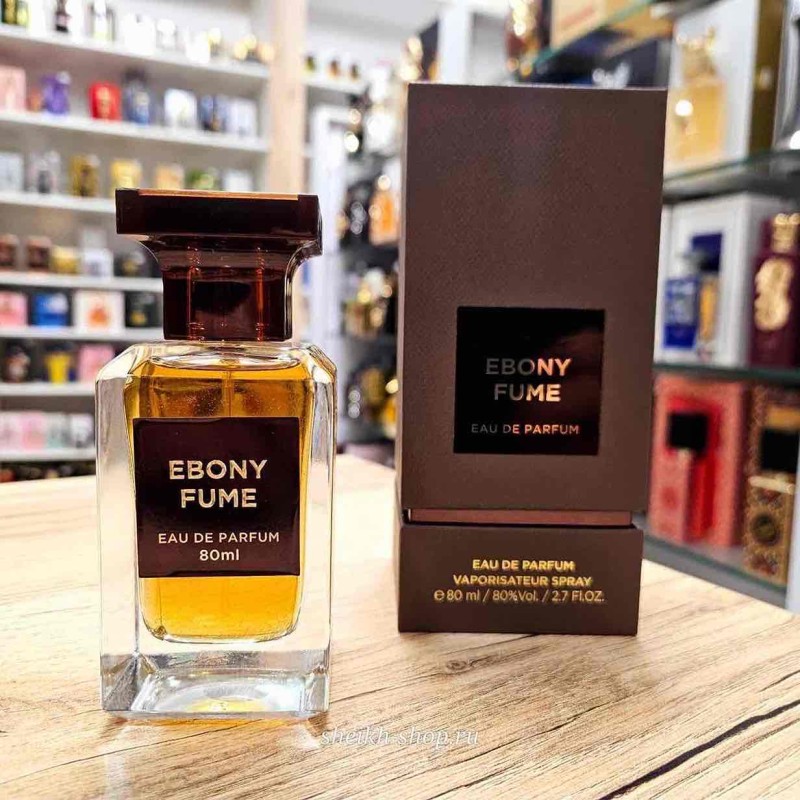 EBONY
FUME
EAU DE PARFUM
80ml
EBONY
FUME
EAU DE PARFUM
EAU DE PARFUM
VAPORISATEUR SPRAY
℮80 ml / 80%Vol. / 2.7 Fl.OZ.
sheikh-shop.ru